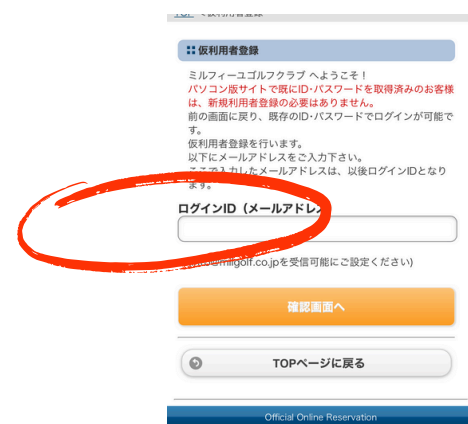 仮利用者登録
ミルフィーユゴルフクラブ へようこそ！
パソコン版サイトで既にID･パスワードを取得済みのお客様
は、新規利用者登録の必要はありません。
前の画面に戻り、既存のID･パスワードでログインが可能で
す。
仮利用者登録を行います。
以下にメールアドレスをご入力下さい。
ここで入力したメールアドレスは、以後ログインIDとなり
ます。
ログインID（メールアドレス
@millgolf.co.jpを受信可能にご設定ください)
確認画面へ
TOPページに戻る
Official Online Reservation